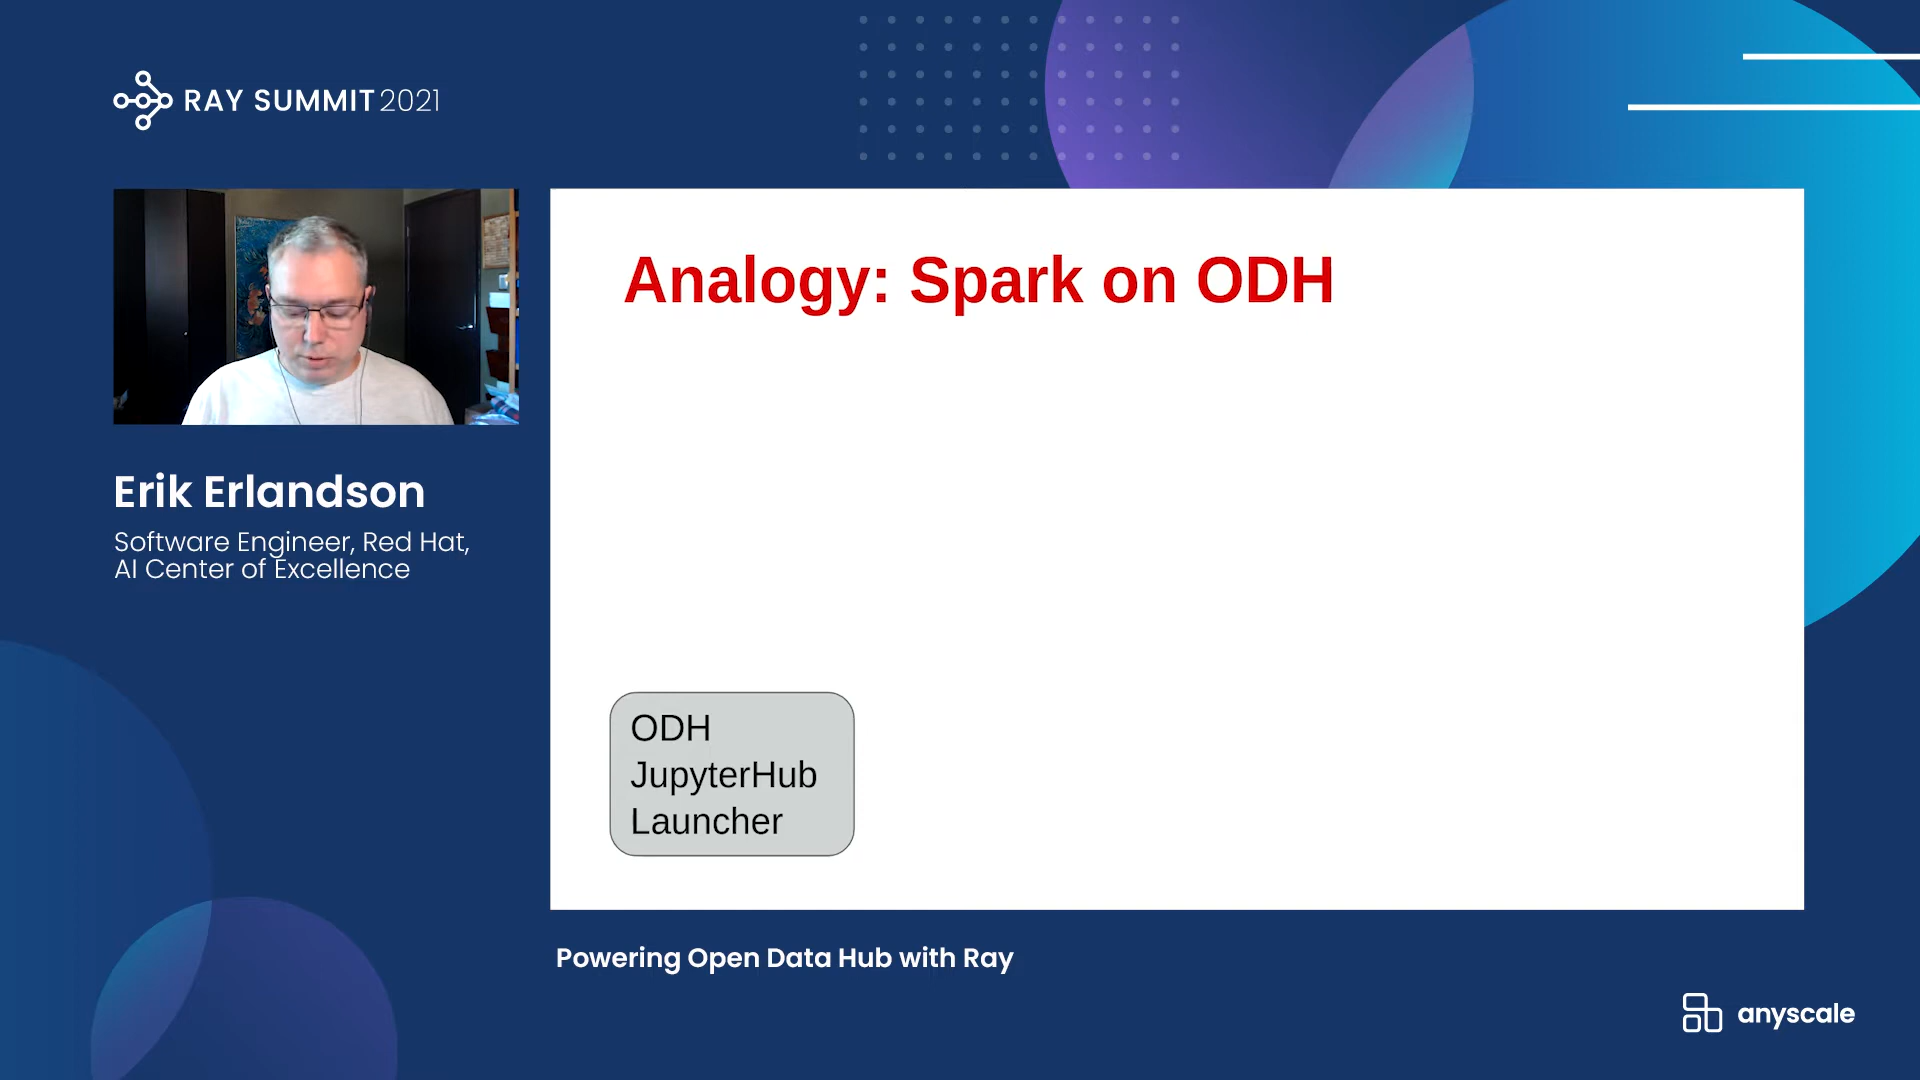 RAY SUMMIT 2021
Erik Erlandson
Software Engineer, Red Hat,
AI Center of Excellence
Analogy: Spark on ODH
ODH
JupyterHub
Launcher
Powering Open Data Hub with Ray
anyscale